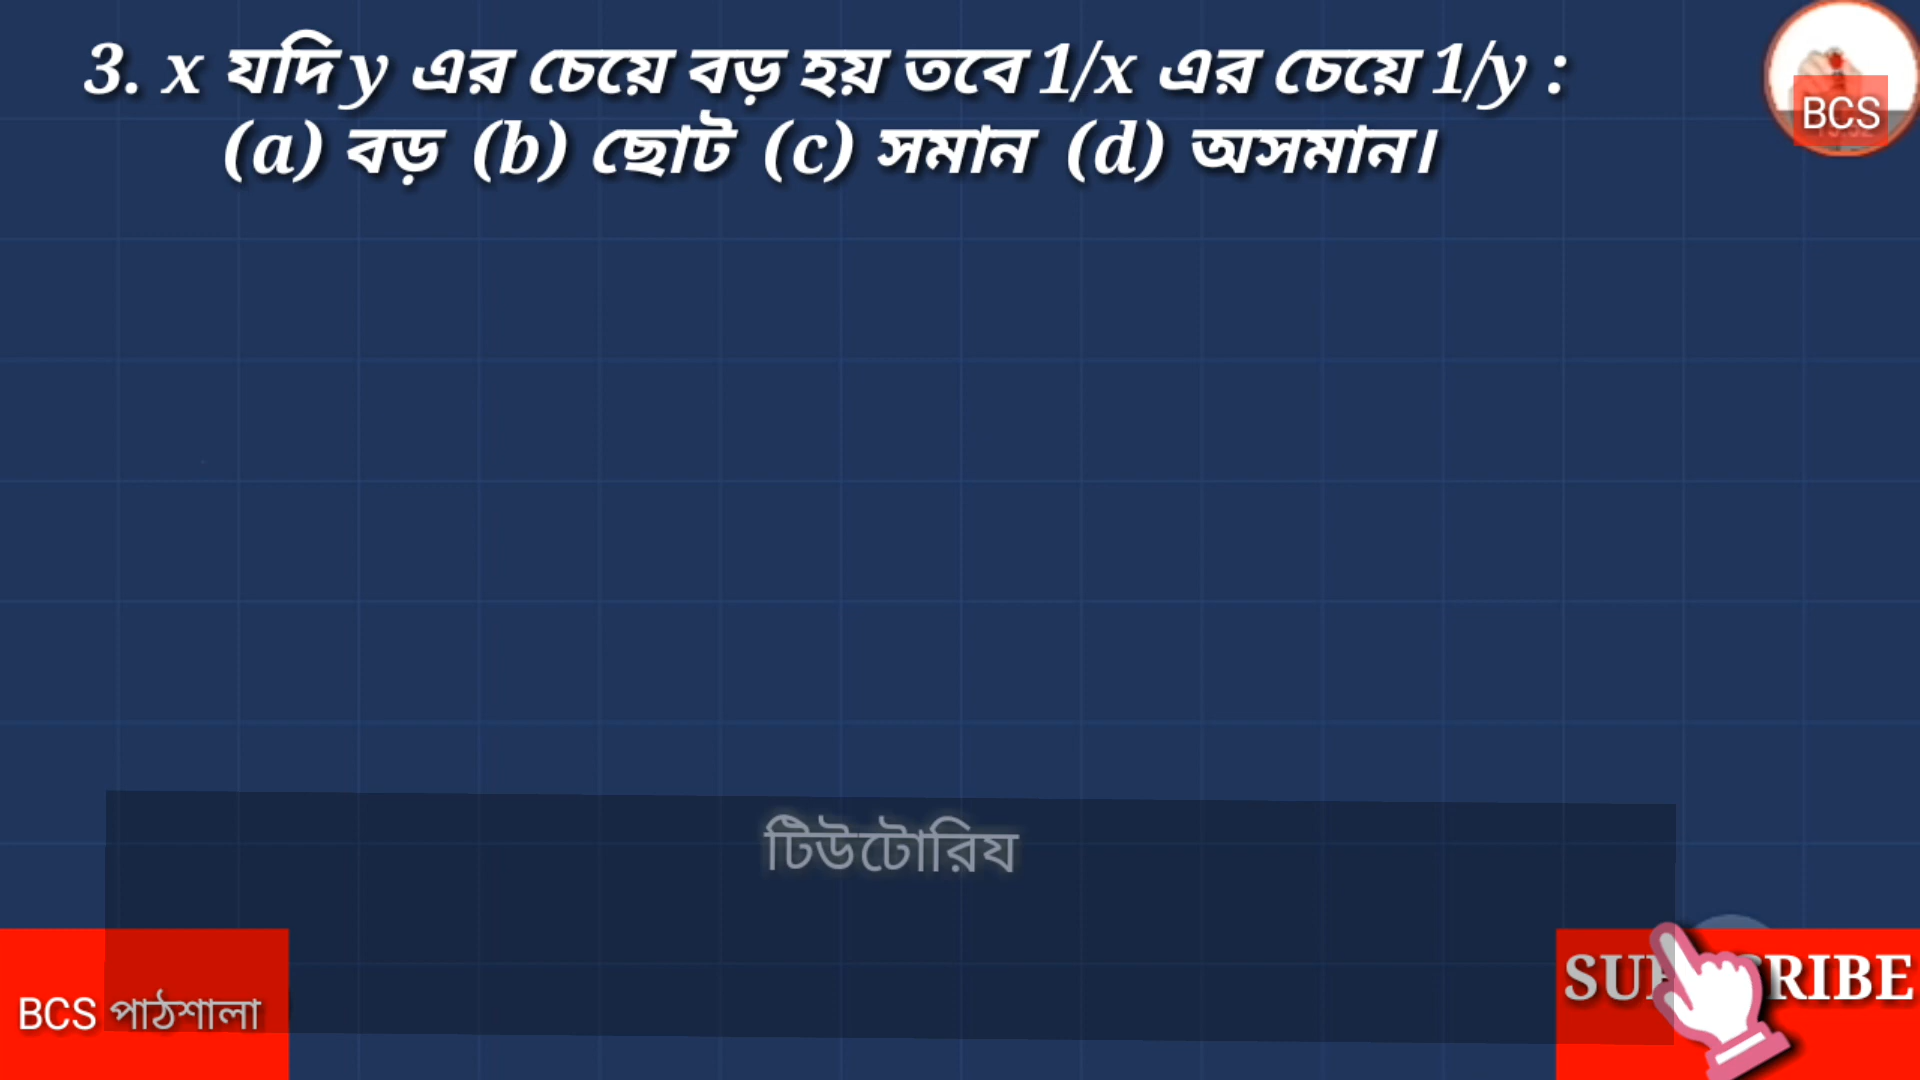 3. x যদি y এর চেয়ে বড় হয় তবে 1/x এর চেয়ে 1/y :
(a) বড় (b) ছোট (c) সমান (d) অসমান।
BCS
টিউটোরিয
BCS পাঠশালা